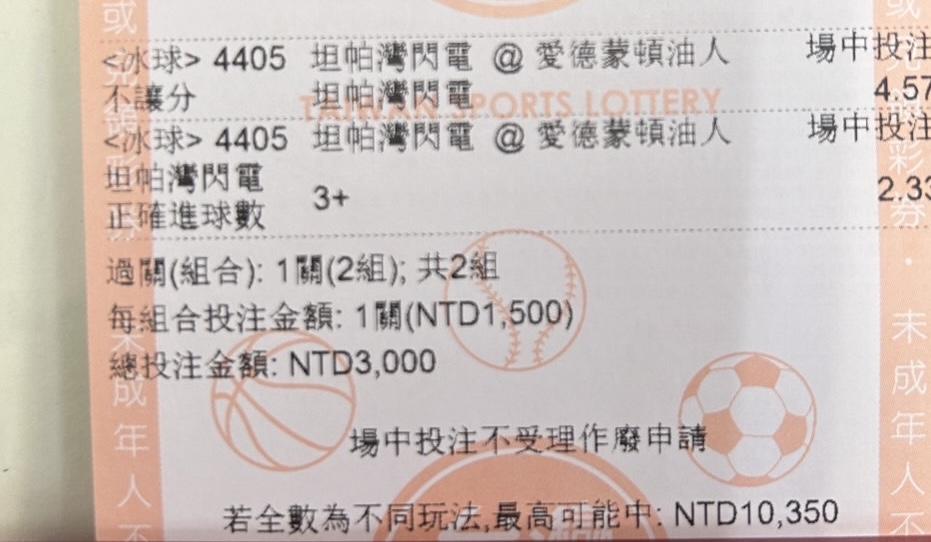 <冰球> 4405 坦帕灣閃電 @ 愛德蒙頓油人 場中投注
不讓分 坦帕灣閃電 4.57
TAIWAN SPORTS LOTTERY
<冰球> 4405 坦帕灣閃電 @ 愛德蒙頓油人 場中投注
坦帕灣閃電
正確進球數 3+ 2.33
過關(組合): 1關(2組); 共2組
每組合投注金額: 1關(NTD1,500)
總投注金額: NTD3,000
場中投注不受理作廢申請
若全數為不同玩法,最高可能中: NTD10,350
未成年人不
未成年人不